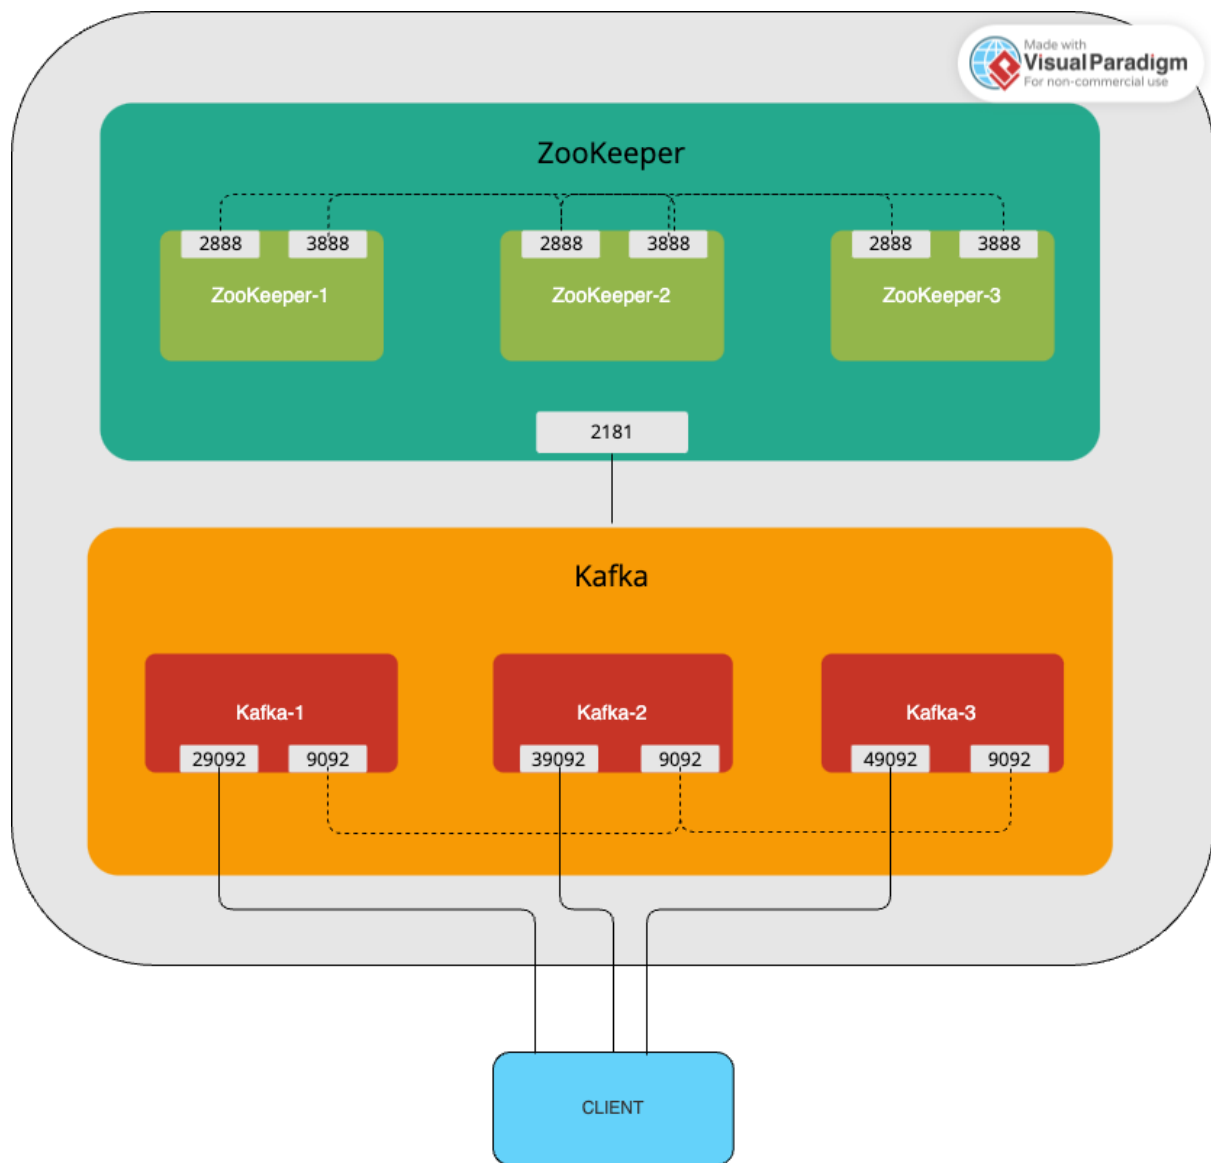 Made with
Visual Paradigm
For non-commercial use
ZooKeeper
2888 3888 2888 3888 2888 3888
ZooKeeper-1 ZooKeeper-2 ZooKeeper-3
2181
Kafka
Kafka-1 Kafka-2 Kafka-3
29092 9092 39092 9092 49092 9092
CLIENT